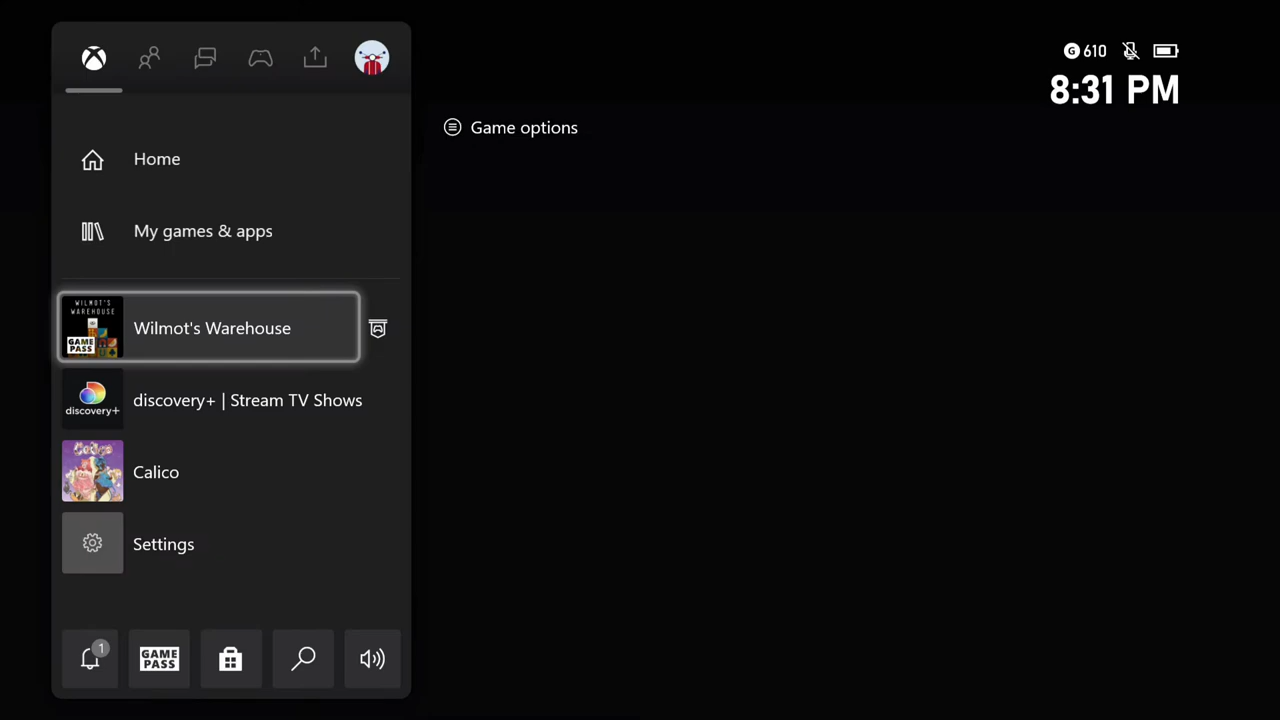 G 610
8:31 PM
Game options
Home
My games & apps
WILMOT'S
WAREHOUSE
GAME
PASS
Wilmot's Warehouse
discovery+
discovery+ | Stream TV Shows
Calico
Calico
Settings
1
GAME
PASS